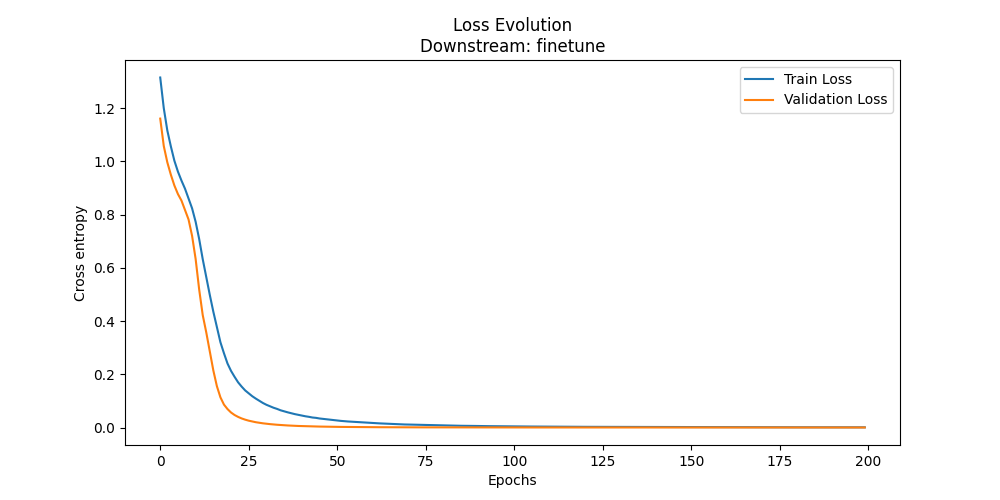 Loss Evolution
Downstream: finetune
Train Loss
Validation Loss
Cross entropy
1.2
1.0
0.8
0.6
0.4
0.2
0.0
0 25 50 75 100 125 150 175 200
Epochs